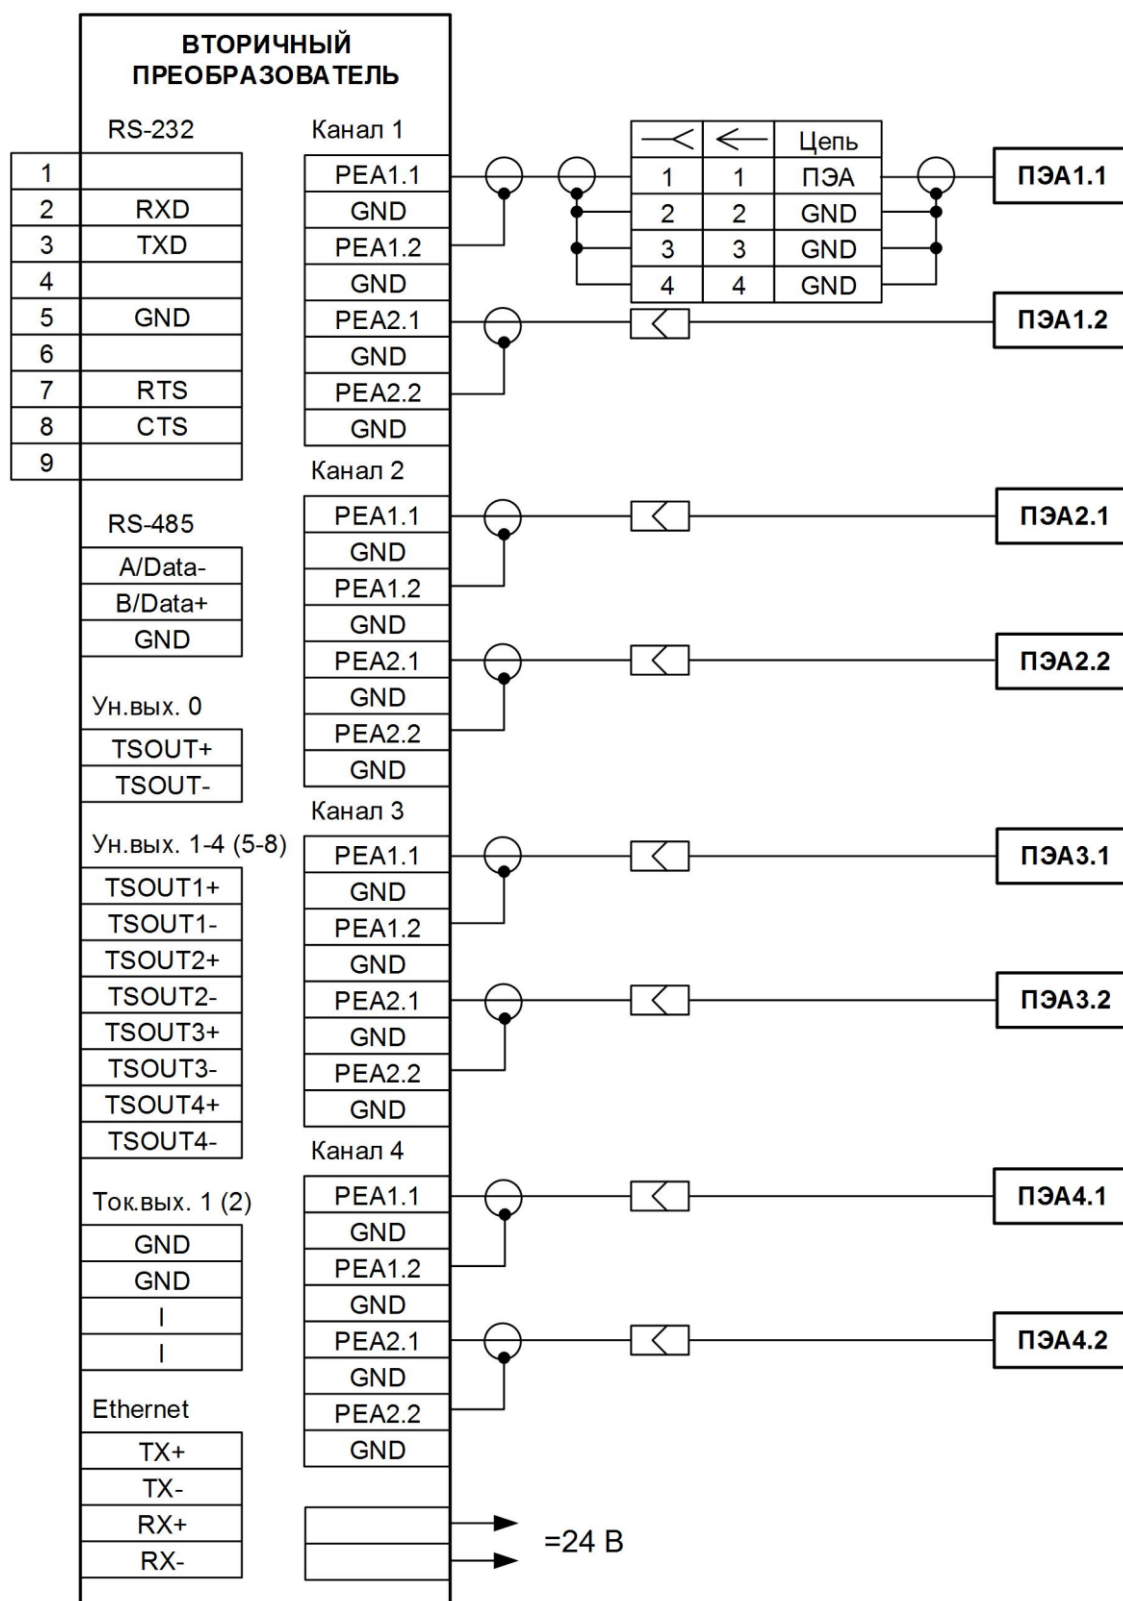 ВТОРИЧНЫЙ
ПРЕОБРАЗОВАТЕЛЬ
RS-232
1
2 RXD
3 TXD
4
5 GND
6
7 RTS
8 CTS
9
RS-485
A/Data-
B/Data+
GND
Ун.вых. 0
TSOUT+
TSOUT-
Ун.вых. 1-4 (5-8)
TSOUT1+
TSOUT1-
TSOUT2+
TSOUT2-
TSOUT3+
TSOUT3-
TSOUT4+
TSOUT4-
Ток.вых. 1 (2)
GND
GND
I
I
Ethernet
TX+
TX-
RX+
RX-
Канал 1
PEA1.1
GND
PEA1.2
GND
PEA2.1
GND
PEA2.2
GND
Канал 2
PEA1.1
GND
PEA1.2
GND
PEA2.1
GND
PEA2.2
GND
Канал 3
PEA1.1
GND
PEA1.2
GND
PEA2.1
GND
PEA2.2
GND
Канал 4
PEA1.1
GND
PEA1.2
GND
PEA2.1
GND
PEA2.2
GND
=24 В
Цепь
1 1 ПЭА
2 2 GND
3 3 GND
4 4 GND
ПЭА1.1
ПЭА1.2
ПЭА2.1
ПЭА2.2
ПЭА3.1
ПЭА3.2
ПЭА4.1
ПЭА4.2